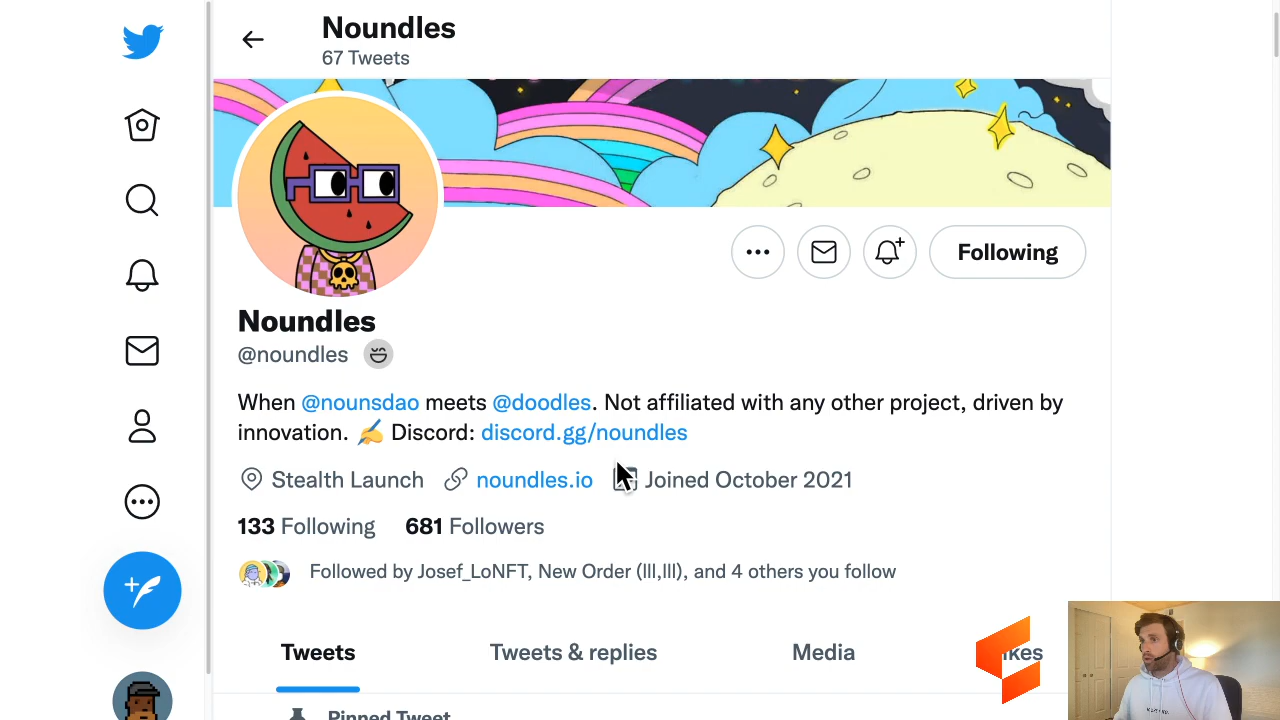 Noundles
67 Tweets
Following
Noundles
@noundles
When @nounsdao meets @doodles. Not affiliated with any other project, driven by
innovation. ✍️ Discord: discord.gg/noundles
Stealth Launch noundles.io Joined October 2021
133 Following 681 Followers
Followed by Josef_LoNFT, New Order (lll,lll), and 4 others you follow
Tweets Tweets & replies Media
Pinned Tweet